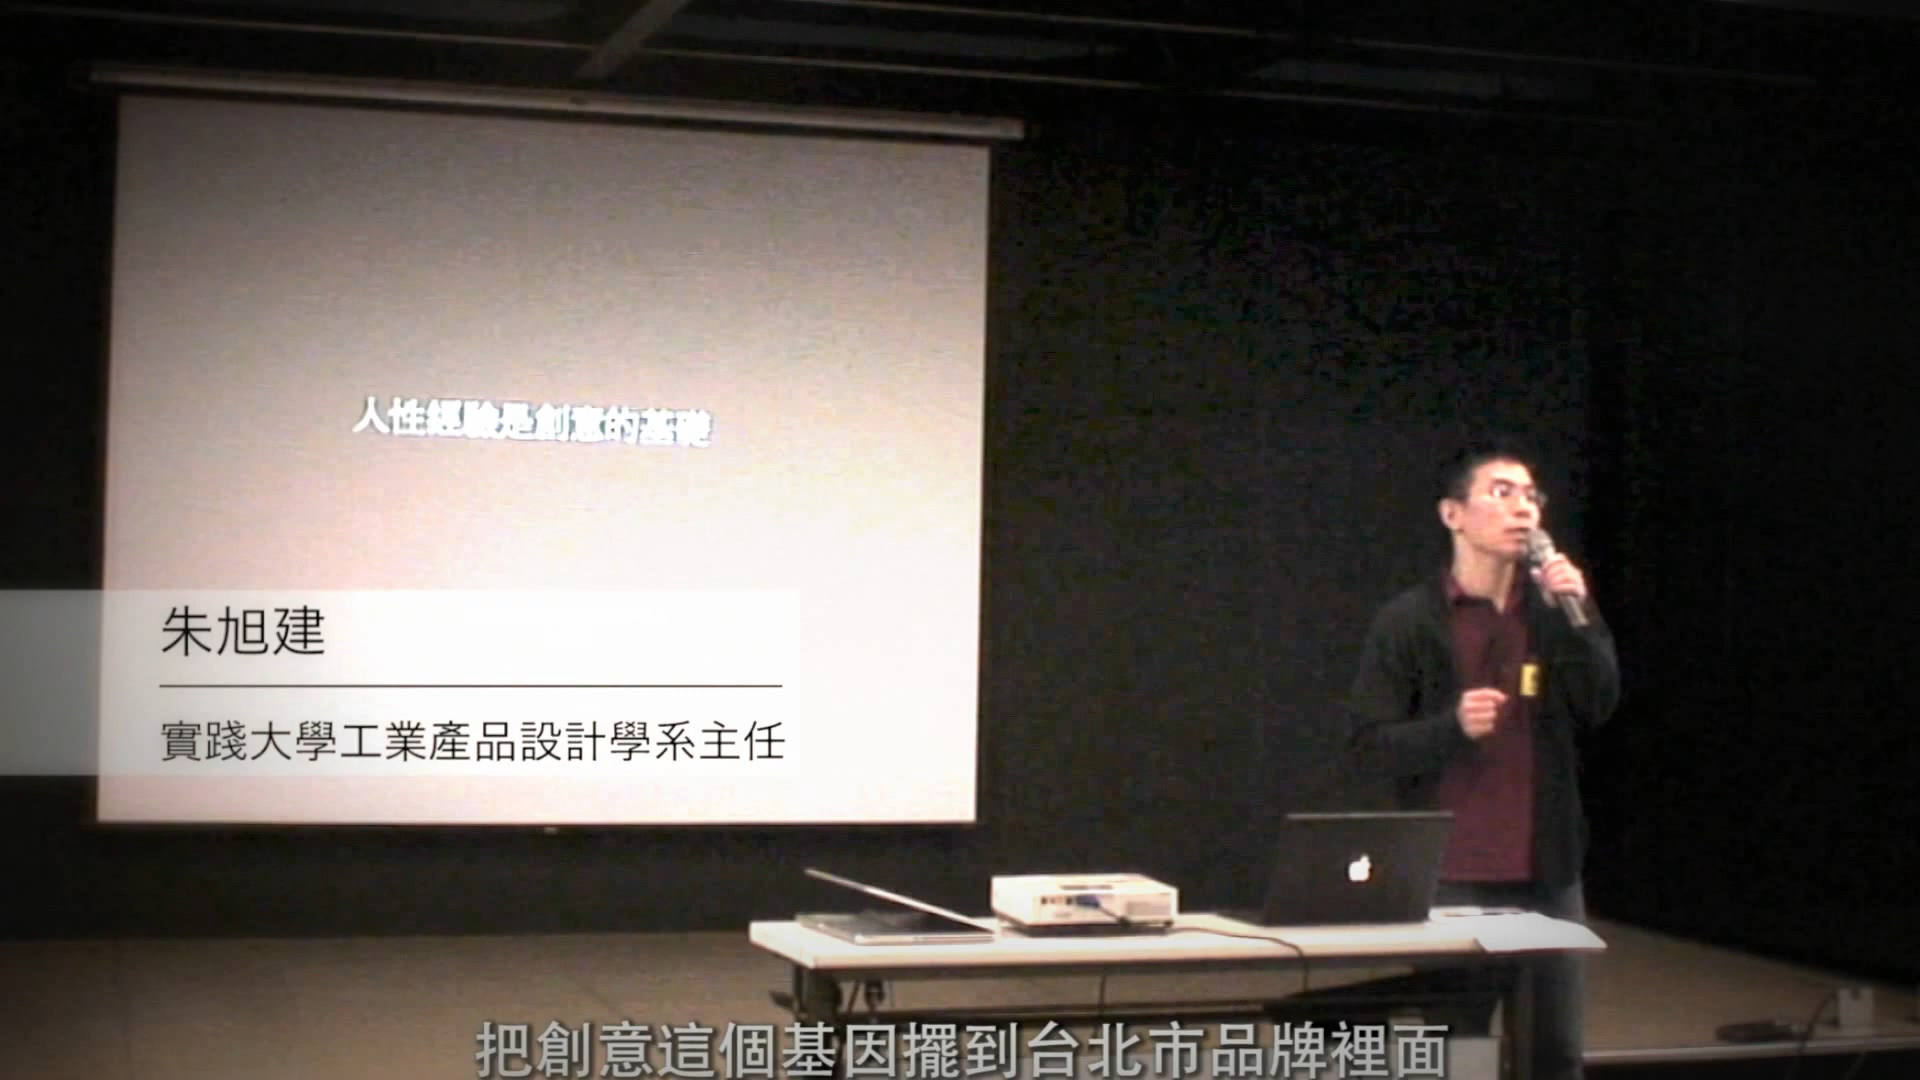 人性經驗是創意的基礎
朱旭建
實踐大學工業產品設計學系主任
把創意這個基因擺到台北市品牌裡面